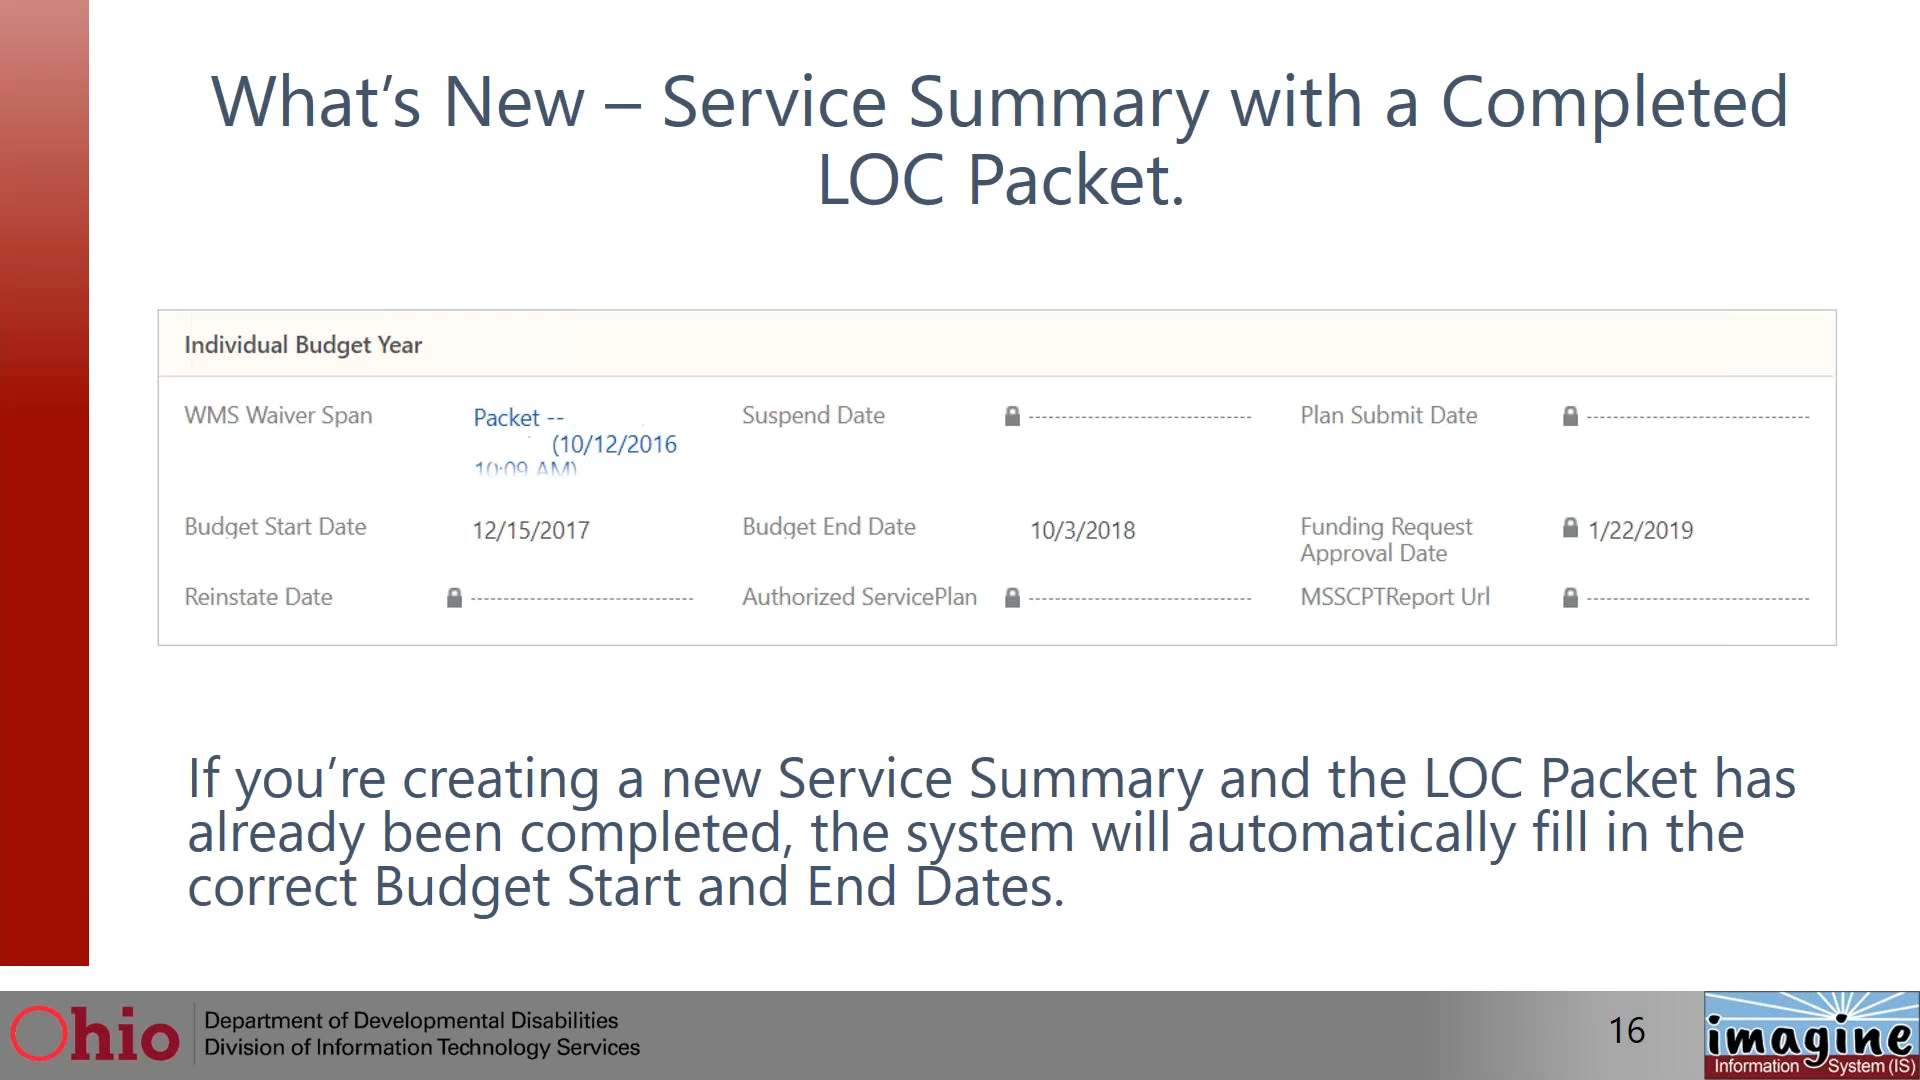 What’s New – Service Summary with a Completed
LOC Packet.
Individual Budget Year
WMS Waiver Span
Packet --
(10/12/2016
10:09 AM)
Suspend Date
Plan Submit Date
Budget Start Date
12/15/2017
Budget End Date
10/3/2018
Funding Request
Approval Date
1/22/2019
Reinstate Date
Authorized ServicePlan
MSSCPTReport Url
If you’re creating a new Service Summary and the LOC Packet has
already been completed, the system will automatically fill in the
correct Budget Start and End Dates.
Ohio
Department of Developmental Disabilities
Division of Information Technology Services
16
imagine
Information System (IS)